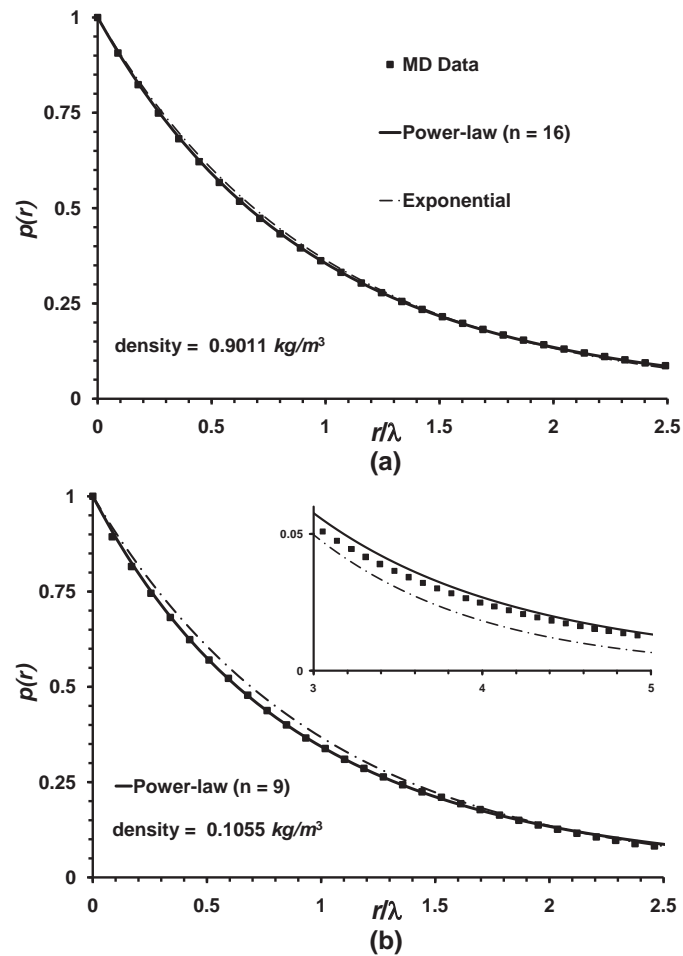 1
MD Data
0.75
Power-law (n = 16)
p(r)
0.5
Exponential
0.25
density = 0.9011 kg/m³
0
0 0.5 1 1.5 2 2.5
r/λ
(a)
1
0.05
0.75
0
3 4 5
p(r)
0.5
0.25
Power-law (n = 9)
density = 0.1055 kg/m³
0
0 0.5 1 1.5 2 2.5
r/λ
(b)